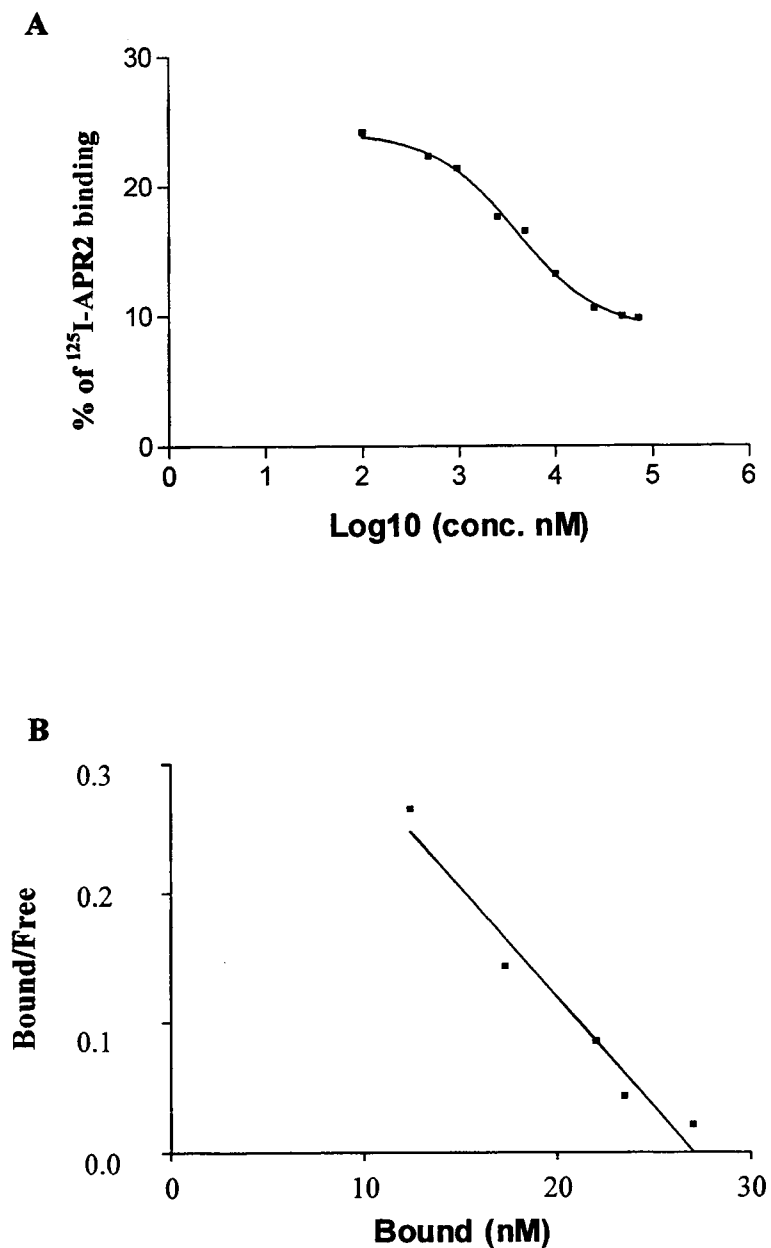 A
30
20
10
0
% of ¹²⁵I-APR2 binding
0 1 2 3 4 5 6
Log10 (conc. nM)
B
0.3
0.2
0.1
0.0
Bound/Free
0 10 20 30
Bound (nM)